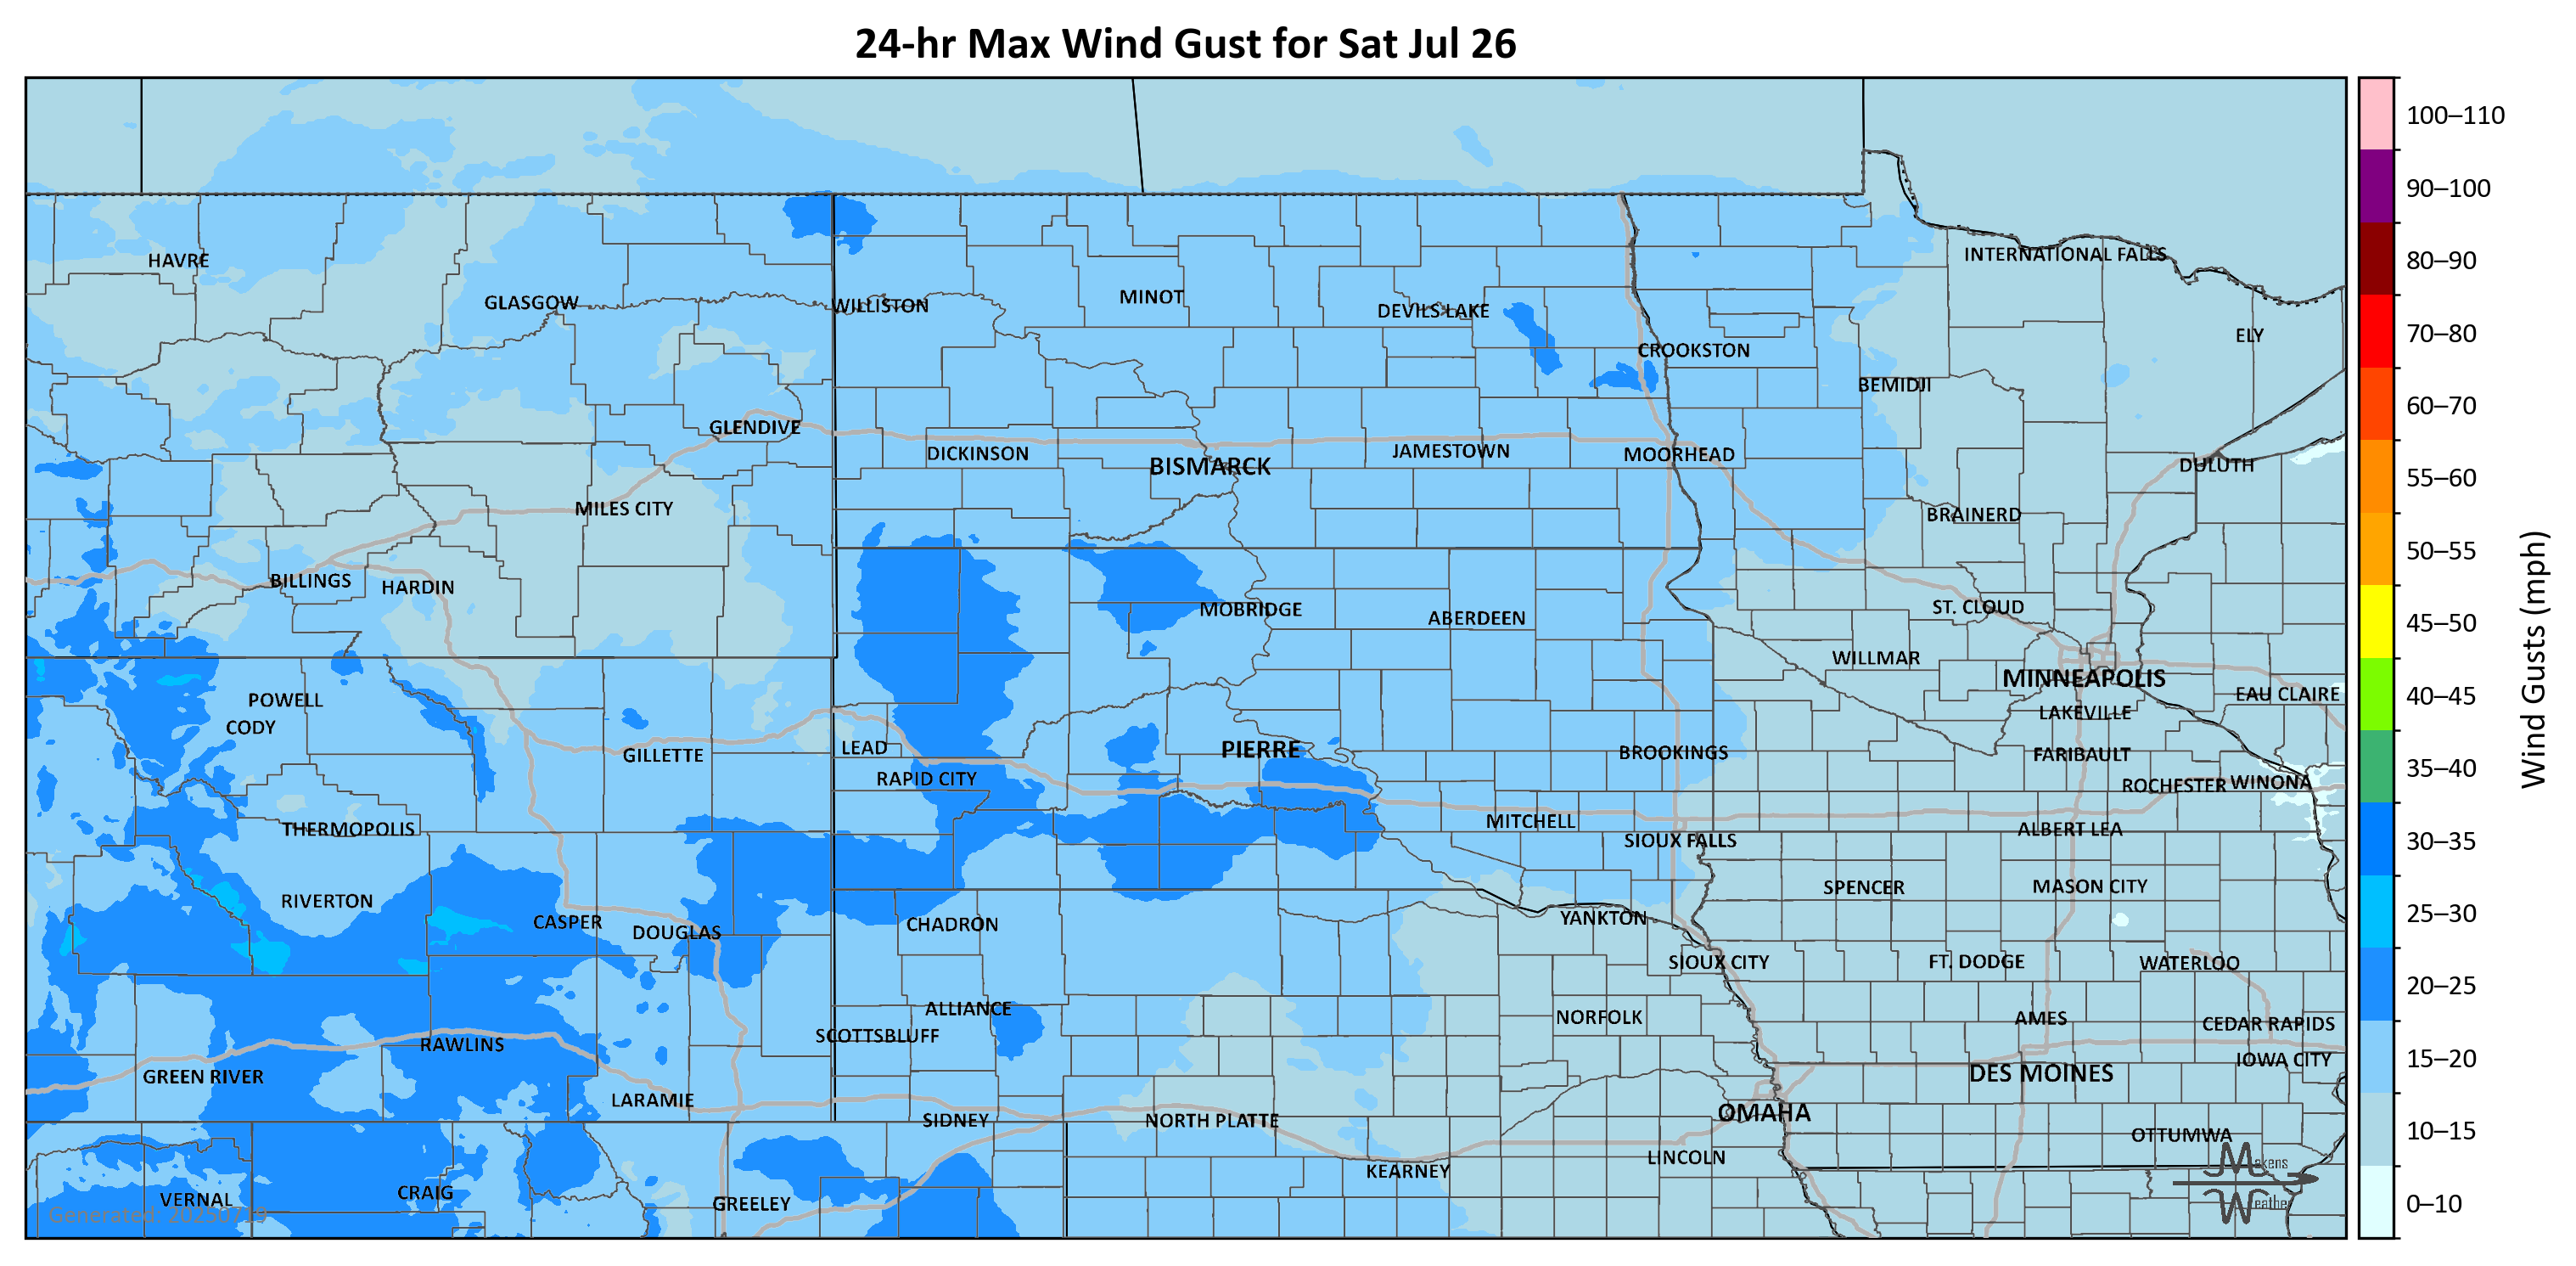 24-hr Max Wind Gust for Sat Jul 26
100–110
90–100
80–90
70–80
60–70
55–60
50–55
45–50
40–45
35–40
30–35
25–30
20–25
15–20
10–15
0–10
Wind Gusts (mph)
HAVRE
GLASGOW
WILLISTON
MINOT
DEVILS LAKE
INTERNATIONAL FALLS
ELY
CROOKSTON
BEMIDJI
GLENDIVE
DICKINSON
BISMARCK
JAMESTOWN
MOORHEAD
DULUTH
MILES CITY
BRAINERD
BILLINGS
HARDIN
MOBRIDGE
ABERDEEN
ST. CLOUD
WILLMAR
MINNEAPOLIS
EAU CLAIRE
POWELL
CODY
LAKEVILLE
GILLETTE
LEAD
PIERRE
BROOKINGS
FARIBAULT
RAPID CITY
ROCHESTER
WINONA
THERMOPOLIS
MITCHELL
SIOUX FALLS
ALBERT LEA
RIVERTON
SPENCER
MASON CITY
CASPER
DOUGLAS
CHADRON
YANKTON
SIOUX CITY
FT. DODGE
WATERLOO
ALLIANCE
SCOTTSBLUFF
NORFOLK
AMES
CEDAR RAPIDS
RAWLINS
GREEN RIVER
IOWA CITY
DES MOINES
LARAMIE
SIDNEY
NORTH PLATTE
OMAHA
OTTUMWA
KEARNEY
LINCOLN
VERNAL
CRAIG
GREELEY
Makens
Weather